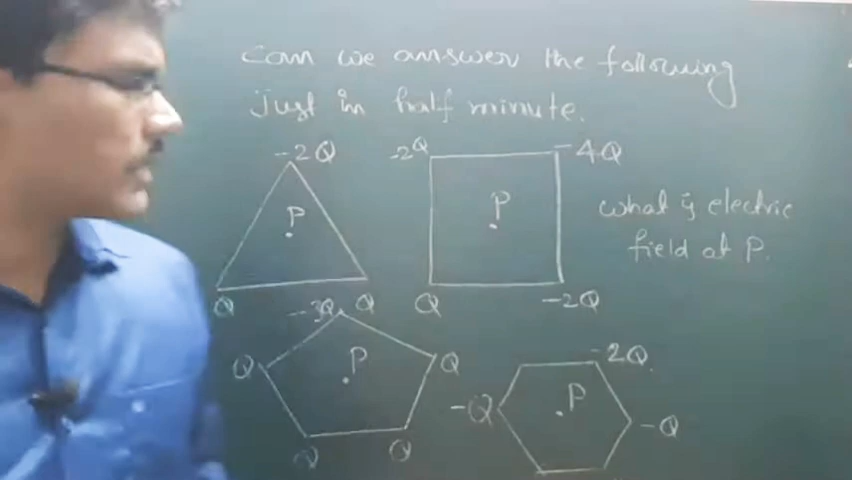 Can we answer the following
just in half minute.
-2Q
P
Q
Q
-2Q
-4Q
P
Q
-2Q
what is electric
field at P.
-3Q
Q
P
Q
Q
Q
-2Q
P
-Q
-Q